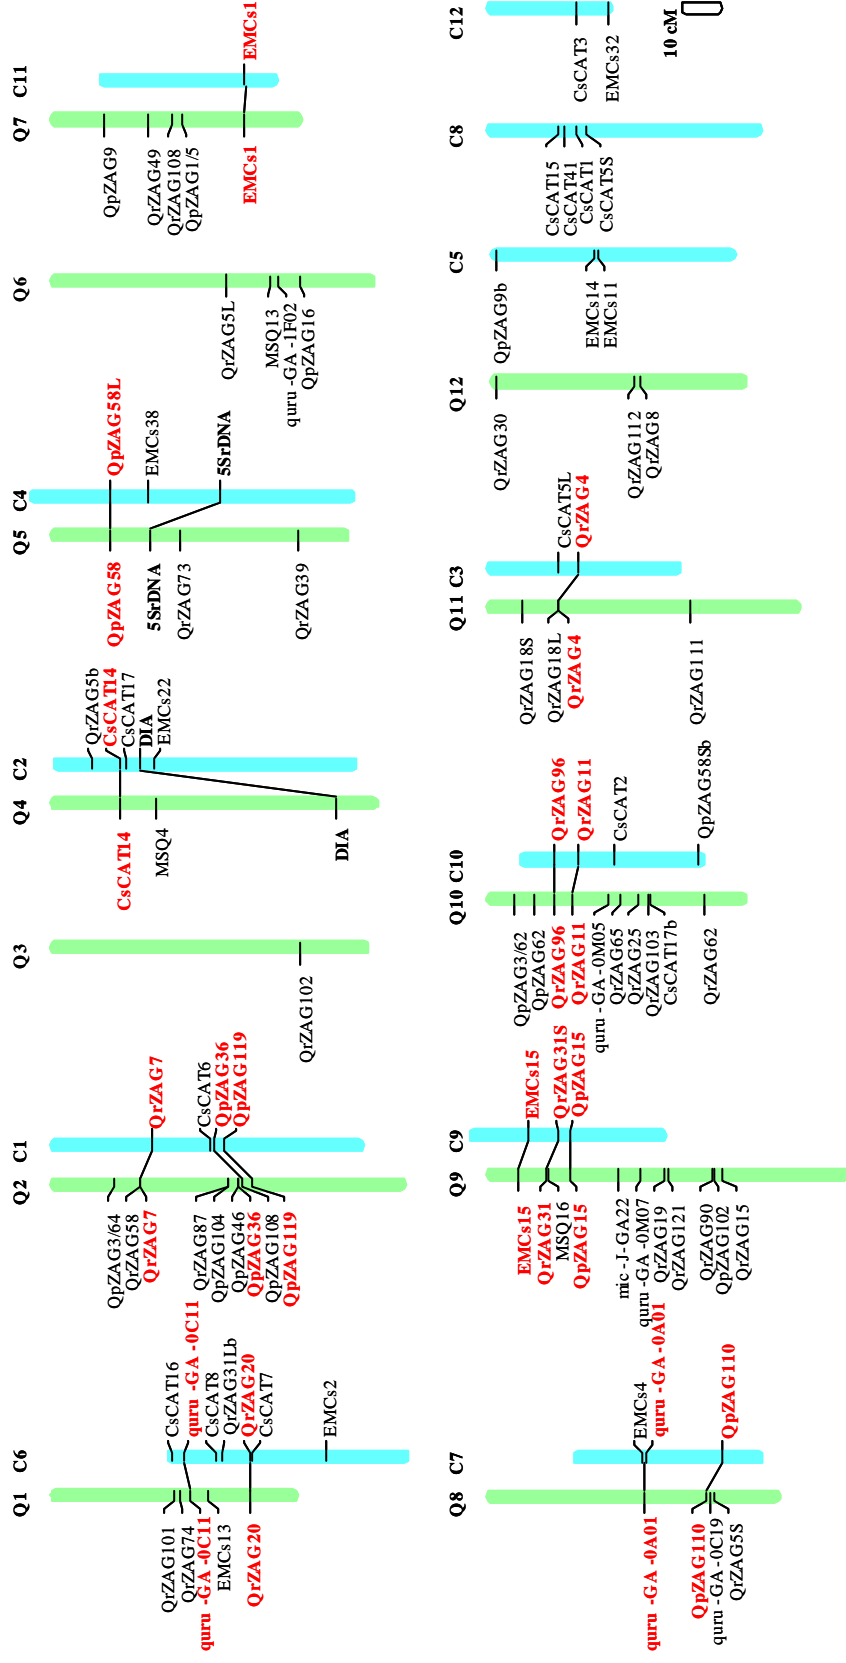 Q1 C6
QrZAG101
QrZAG74
quru -GA -0C11
EMCs13
QrZAG20
CsCAT16
quru -GA -0C11
CsCAT8
QrZAG31Lb
QrZAG20
CsCAT7
EMCs2
Q2 C1
QpZAG3/64
QrZAG58
QrZAG7
QrZAG87
QpZAG104
QpZAG46
QpZAG36
QpZAG108
QpZAG119
QrZAG7
CsCAT6
QpZAG36
QpZAG119
Q3
QrZAG102
Q4 C2
CsCAT14
MSQ4
DIA
QrZAG5b
CsCAT14
CsCAT17
DIA
EMCs22
Q5 C4
QpZAG58
5SrDNA
QrZAG73
QrZAG39
QpZAG58L
EMCs38
5SrDNA
Q6
QrZAG5L
MSQ13
quru -GA -1F02
QpZAG16
Q7 C11
QpZAG9
QrZAG49
QrZAG108
QpZAG1/5
EMCs1
EMCs1
Q8 C7
quru -GA -0A01
QpZAG110
quru -GA -0C19
QrZAG5S
EMCs4
quru -GA -0A01
QpZAG110
Q9 C9
EMCs15
QrZAG31
MSQ16
QpZAG15
mic -J-GA22
quru -GA -0M07
QrZAG19
QrZAG121
QrZAG90
QpZAG102
QrZAG15
EMCs15
QrZAG31S
QpZAG15
Q10 C10
QpZAG3/62
QpZAG62
QrZAG96
QrZAG11
quru -GA -0M05
QrZAG65
QrZAG25
QrZAG103
CsCAT17b
QrZAG62
QrZAG96
QrZAG11
CsCAT2
QpZAG58Sb
Q11 C3
QrZAG18S
QrZAG18L
QrZAG4
QrZAG111
CsCAT5L
QrZAG4
Q12
QrZAG30
QrZAG112
QrZAG8
C5
QpZAG9b
EMCs14
EMCs11
C8
CsCAT15
CsCAT41
CsCAT1
CsCAT5S
C12
CsCAT3
EMCs32
10 cM